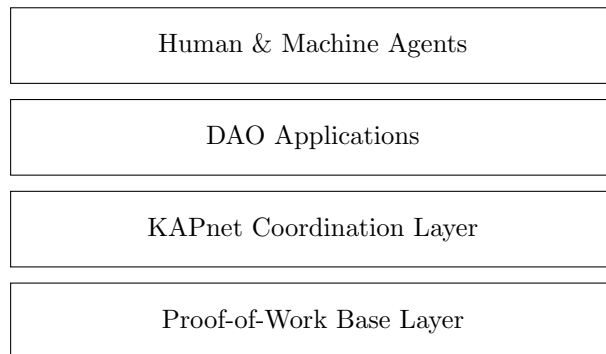 Human & Machine Agents
DAO Applications
KAPnet Coordination Layer
Proof-of-Work Base Layer